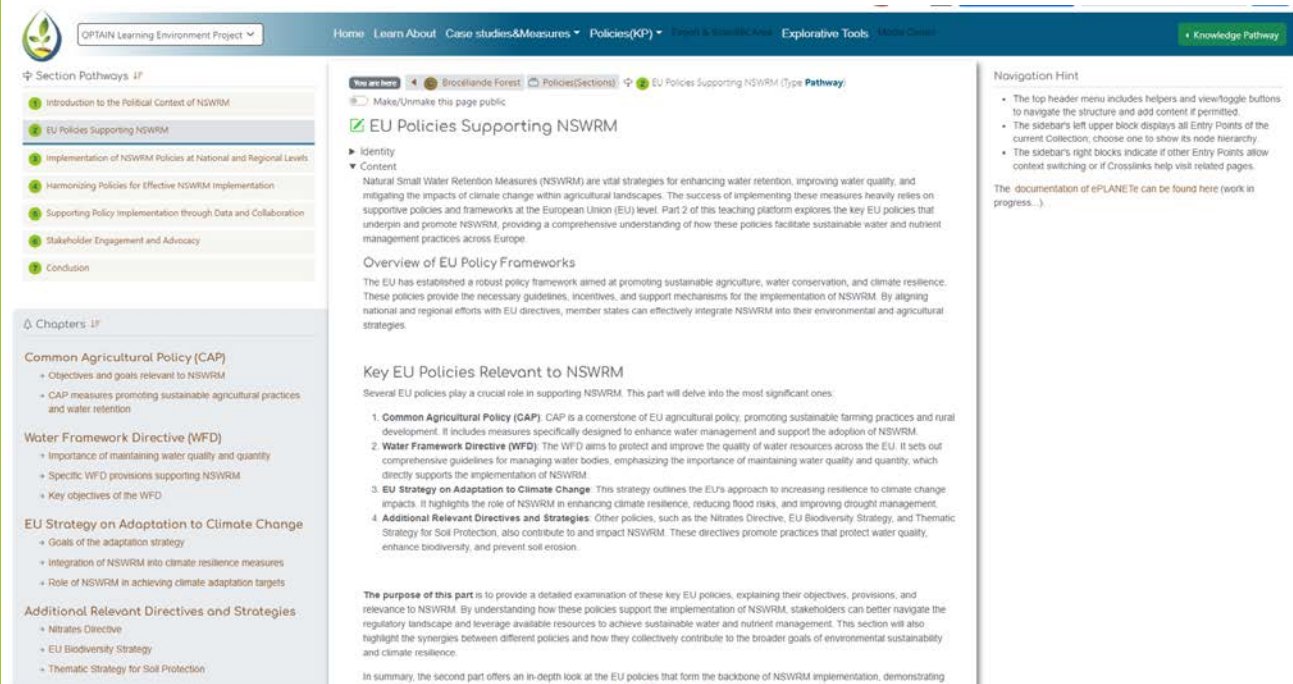 OPTAIN Learning Environment Project
Home Learn About Case studies&Measures Policies(KP) Explorative Tools
Knowledge Pathway
Section Pathways
1 Introduction to the Political Context of NSWRM
2 EU Policies Supporting NSWRM
3 Implementation of NSWRM Policies at National and Regional Levels
4 Harmonizing Policies for Effective NSWRM Implementation
5 Supporting Policy Implementation through Data and Collaboration
6 Stakeholder Engagement and Advocacy
7 Conclusion
Chapters
Common Agricultural Policy (CAP)
Objectives and goals relevant to NSWRM
CAP measures promoting sustainable agricultural practices
and water retention
Water Framework Directive (WFD)
Importance of maintaining water quality and quantity
Specific WFD provisions supporting NSWRM
Key objectives of the WFD
EU Strategy on Adaptation to Climate Change
Goals of the adaptation strategy
Integration of NSWRM into climate resilience measures
Role of NSWRM in achieving climate adaptation targets
Additional Relevant Directives and Strategies
Nitrates Directive
EU Biodiversity Strategy
Thematic Strategy for Soil Protection
You are here Brocéliande Forest Policies(Sections) 2 EU Policies Supporting NSWRM (Type Pathway)
Make/Unmake this page public
EU Policies Supporting NSWRM
Identity
Content
Natural Small Water Retention Measures (NSWRM) are vital strategies for enhancing water retention, improving water quality, and
mitigating the impacts of climate change within agricultural landscapes. The success of implementing these measures heavily relies on
supportive policies and frameworks at the European Union (EU) level. Part 2 of this teaching platform explores the key EU policies that
underpin and promote NSWRM, providing a comprehensive understanding of how these policies facilitate sustainable water and nutrient
management practices across Europe.
Overview of EU Policy Frameworks
The EU has established a robust policy framework aimed at promoting sustainable agriculture, water conservation, and climate resilience.
These policies provide the necessary guidelines, incentives, and support mechanisms for the implementation of NSWRM. By aligning
national and regional efforts with EU directives, member states can effectively integrate NSWRM into their environmental and agricultural
strategies.
Key EU Policies Relevant to NSWRM
Several EU policies play a crucial role in supporting NSWRM. This part will delve into the most significant ones:
1. Common Agricultural Policy (CAP): CAP is a cornerstone of EU agricultural policy, promoting sustainable farming practices and rural
development. It includes measures specifically designed to enhance water management and support the adoption of NSWRM.
2. Water Framework Directive (WFD): The WFD aims to protect and improve the quality of water resources across the EU. It sets out
comprehensive guidelines for managing water bodies, emphasizing the importance of maintaining water quality and quantity, which
directly supports the implementation of NSWRM.
3. EU Strategy on Adaptation to Climate Change: This strategy outlines the EU's approach to increasing resilience to climate change
impacts. It highlights the role of NSWRM in enhancing climate resilience, reducing flood risks, and improving drought management.
4. Additional Relevant Directives and Strategies: Other policies, such as the Nitrates Directive, EU Biodiversity Strategy, and Thematic
Strategy for Soil Protection, also contribute to and impact NSWRM. These directives promote practices that protect water quality,
enhance biodiversity, and prevent soil erosion.
The purpose of this part is to provide a detailed examination of these key EU policies, explaining their objectives, provisions, and
relevance to NSWRM. By understanding how these policies support the implementation of NSWRM, stakeholders can better navigate the
regulatory landscape and leverage available resources to achieve sustainable water and nutrient management. This section will also
highlight the synergies between different policies and how they collectively contribute to the broader goals of environmental sustainability
and climate resilience.
In summary, the second part offers an in-depth look at the EU policies that form the backbone of NSWRM implementation, demonstrating
Navigation Hint
The top header menu includes helpers and view/toggle buttons
to navigate the structure and add content if permitted.
The sidebar's left upper block displays all Entry Points of the
current Collection; choose one to show its node hierarchy.
The sidebar's right blocks indicate if other Entry Points allow
context switching or if Crosslinks help visit related pages.
The documentation of ePLANETe can be found here (work in
progress...)